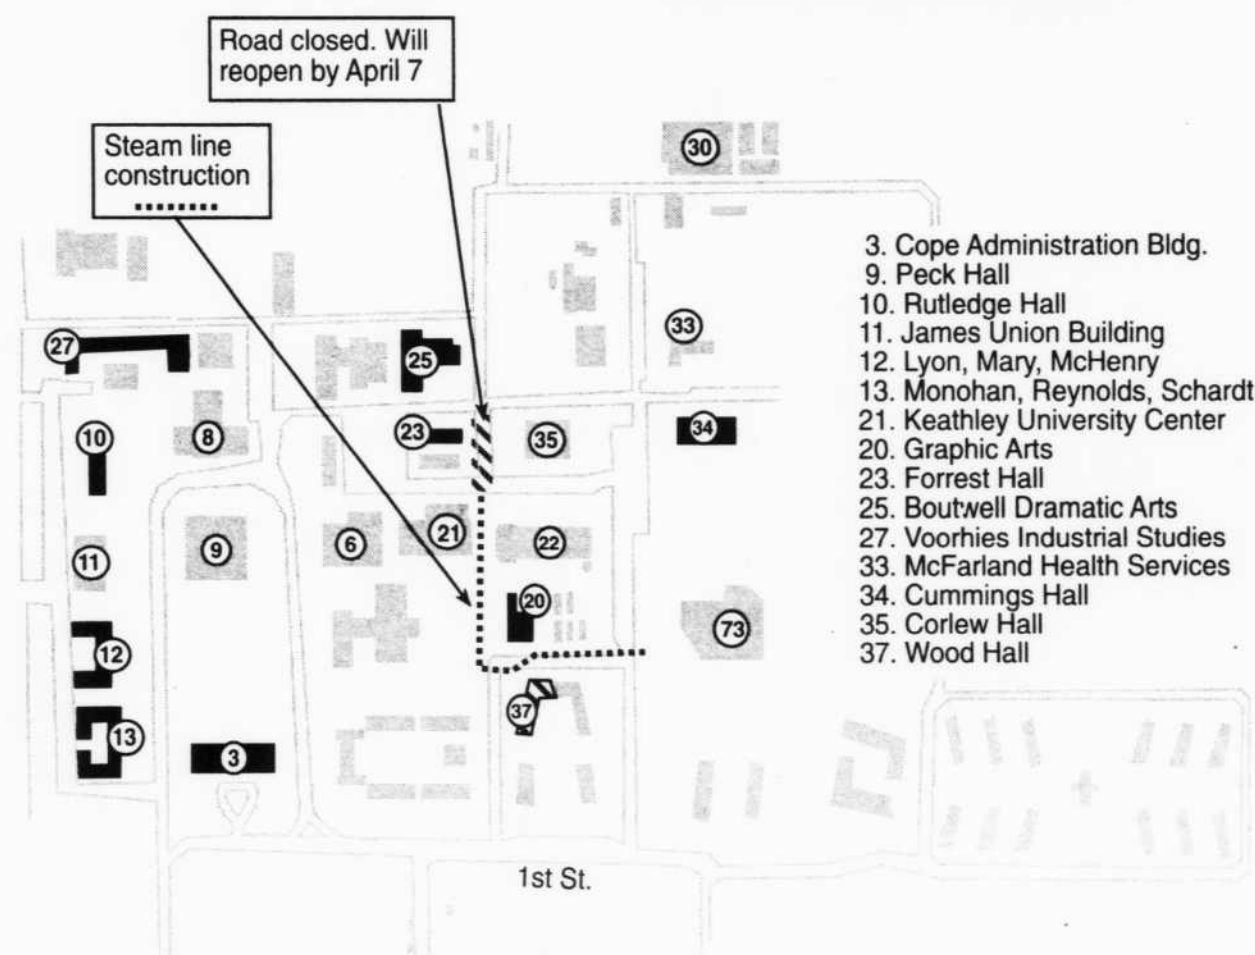 Road closed. Will
reopen by April 7
Steam line
construction
30
3. Cope Administration Bldg.
9. Peck Hall
10. Rutledge Hall
11. James Union Building
12. Lyon, Mary, McHenry
13. Monohan, Reynolds, Schardt
21. Keathley University Center
20. Graphic Arts
23. Forrest Hall
25. Boutwell Dramatic Arts
27. Voorhies Industrial Studies
33. McFarland Health Services
34. Cummings Hall
35. Corlew Hall
37. Wood Hall
27
25
33
10
8
23
35
34
11
9
6
21
22
20
12
73
13
3
37
1st St.